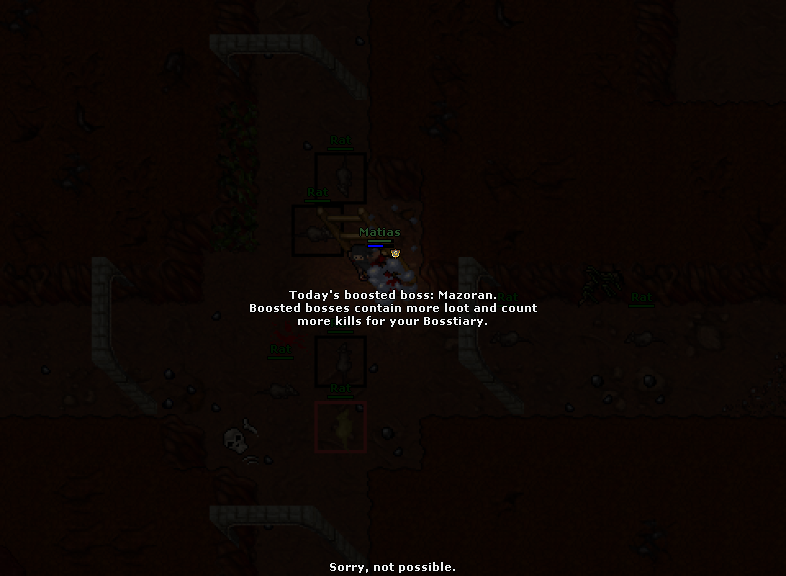 Rat
Rat
Matias
Today's boosted boss: Mazoran.
Rat
Rat
Boosted bosses contain more loot and count
more kills for your Bosstiary.
Rat
Rat
Sorry, not possible.